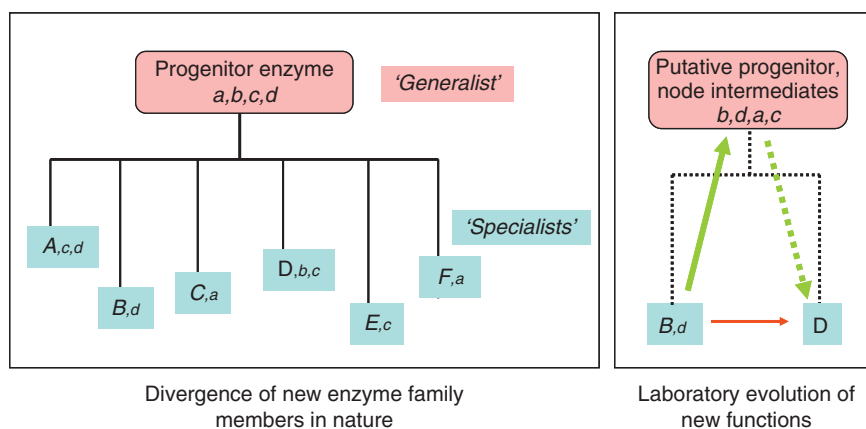 Progenitor enzyme
a,b,c,d
'Generalist'
'Specialists'
A,c,d
B,d
C,a
D,b,c
E,c
F,a
Divergence of new enzyme family
members in nature
Putative progenitor,
node intermediates
b,d,a,c
B,d
D
Laboratory evolution of
new functions